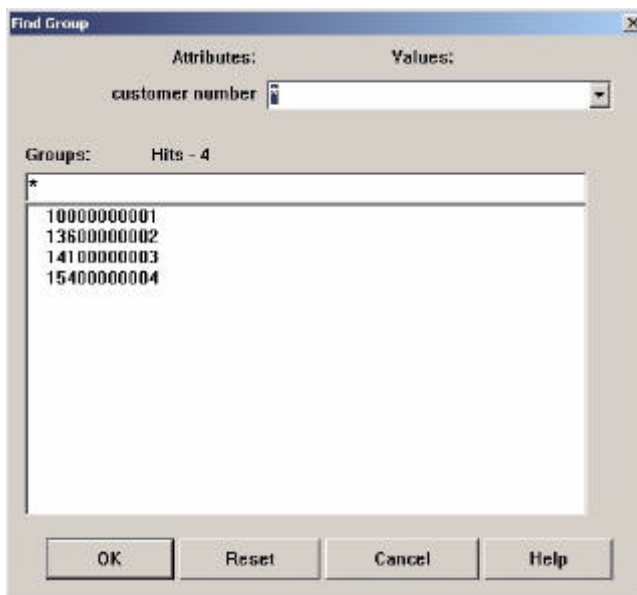 Find Group
Attributes: Values:
customer number *
Groups: Hits - 4
*
10000000001
13600000002
14100000003
15400000004
OK Reset Cancel Help